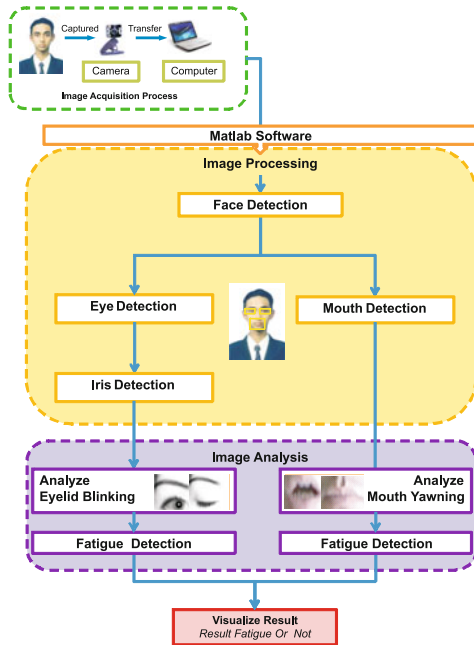 Captured
Transfer
Camera
Computer
Image Acquisition Process
Matlab Software
Image Processing
Face Detection
Eye Detection
Mouth Detection
Iris Detection
Image Analysis
Analyze
Eyelid Blinking
Analyze
Mouth Yawning
Fatigue Detection
Fatigue Detection
Visualize Result
Result Fatigue Or Not